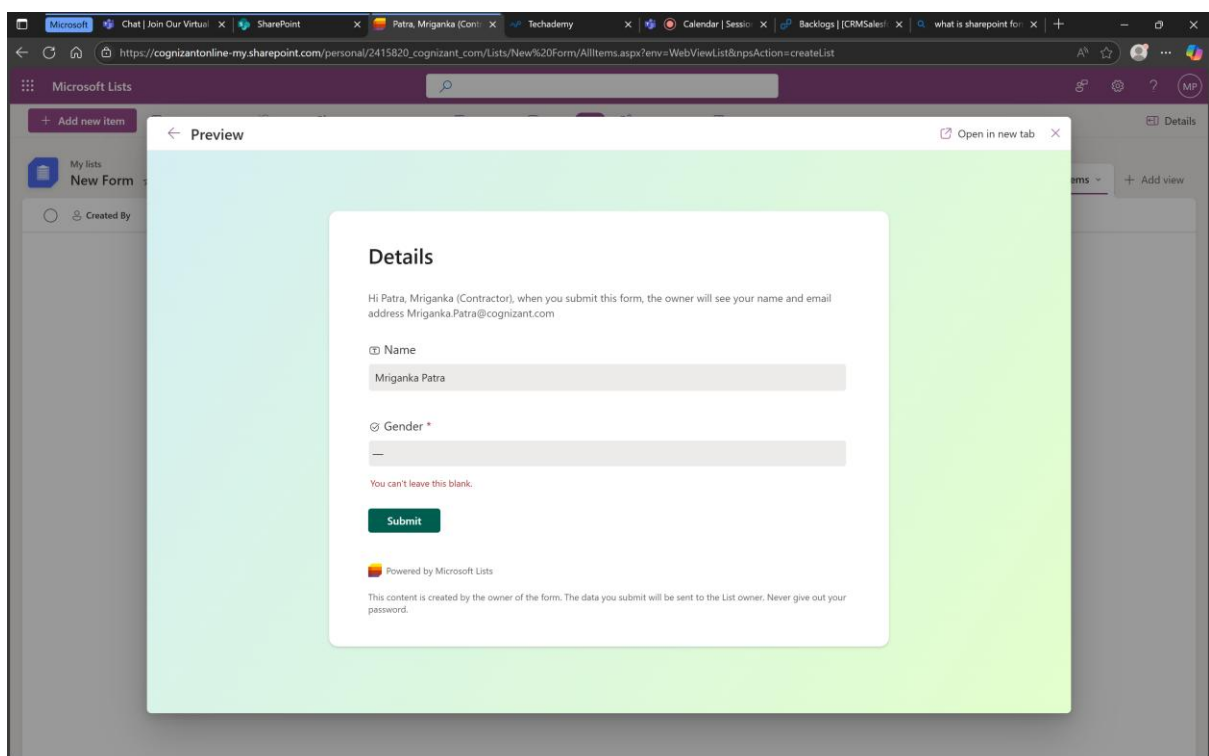 Microsoft
Chat | Join Our Virtual
SharePoint
Patra, Mriganka (Contr
Techademy
Calendar | Sessio
Backlogs | [CRMSalesf
what is sharepoint for
https://cognizantonline-my.sharepoint.com/personal/2415820_cognizant_com/Lists/New%20Form/AllItems.aspx?env=WebViewList&npsAction=createList
Microsoft Lists
MP
+ Add new item
Details
← Preview
Open in new tab
My lists
New Form
ems
+ Add view
Created By
Details
Hi Patra, Mriganka (Contractor), when you submit this form, the owner will see your name and email
address Mriganka.Patra@cognizant.com
Name
Mriganka Patra
Gender *
—
You can't leave this blank.
Submit
Powered by Microsoft Lists
This content is created by the owner of the form. The data you submit will be sent to the List owner. Never give out your
password.